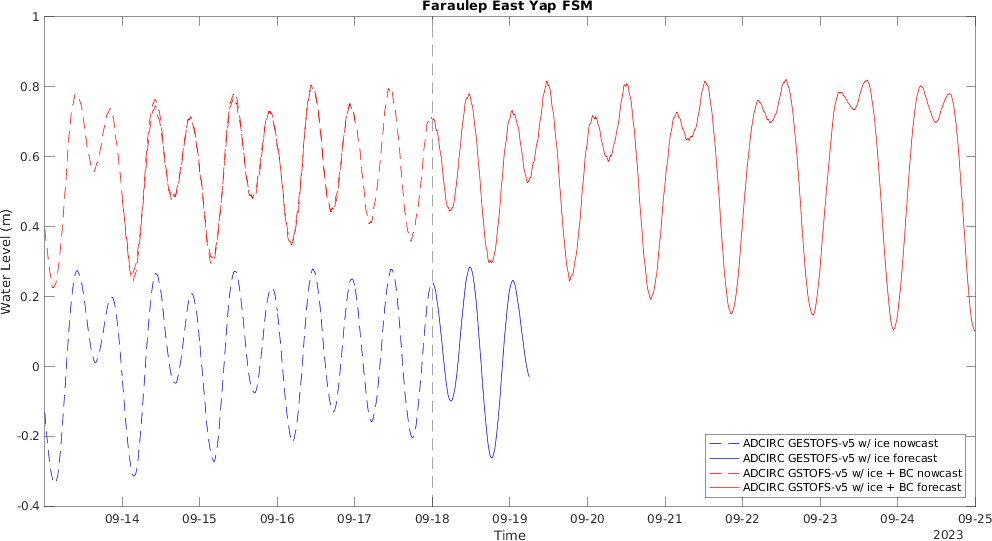 Faraulep East Yap FSM
1
0.8
0.6
0.4
0.2
0
-0.2
-0.4
Water Level (m)
09-14 09-15 09-16 09-17 09-18 09-19 09-20 09-21 09-22 09-23 09-24 09-25
Time
2023
ADCIRC GESTOFS-v5 w/ ice nowcast
ADCIRC GESTOFS-v5 w/ ice forecast
ADCIRC GSTOFS-v5 w/ ice + BC nowcast
ADCIRC GSTOFS-v5 w/ ice + BC forecast